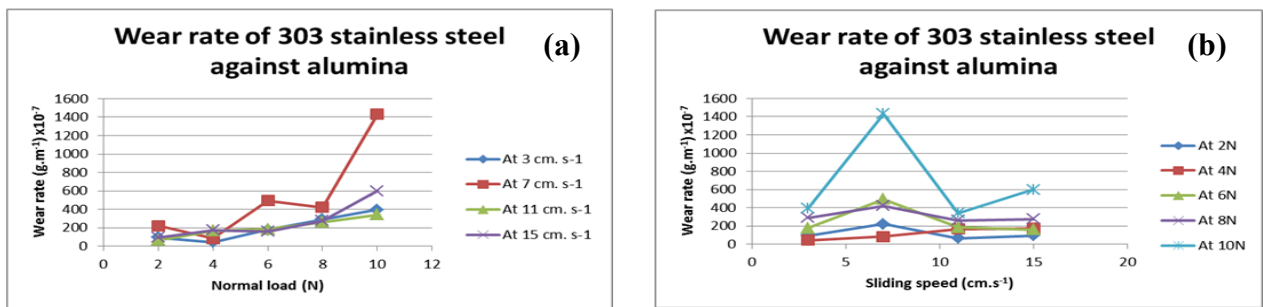 Wear rate of 303 stainless steel
against alumina
(a)
Wear rate (g.m⁻¹) x10⁻⁷
1600
1400
1200
1000
800
600
400
200
0
0 2 4 6 8 10 12
Normal load (N)
At 3 cm. s-1
At 7 cm. s-1
At 11 cm. s-1
At 15 cm. s-1
Wear rate of 303 stainless steel
against alumina
(b)
Wear rate (g.m⁻¹) x10⁻⁷
1600
1400
1200
1000
800
600
400
200
0
0 5 10 15 20
Sliding speed (cm.s⁻¹)
At 2N
At 4N
At 6N
At 8N
At 10N